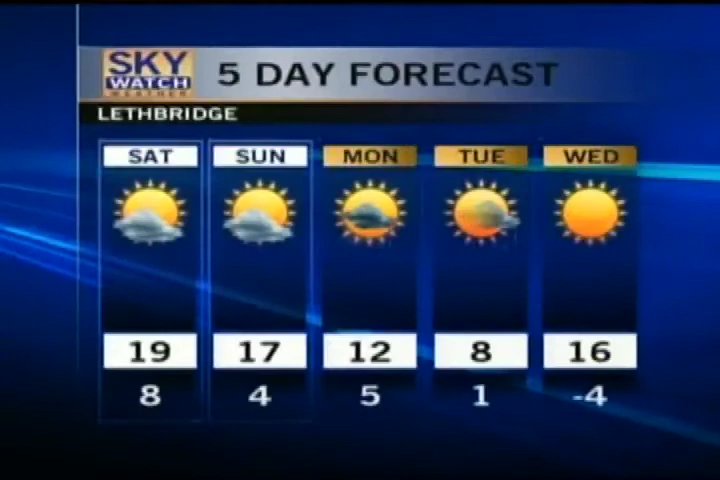 SKY
WATCH
WEATHER
5 DAY FORECAST
LETHBRIDGE
SAT SUN MON TUE WED
19 17 12 8 16
8 4 5 1 -4